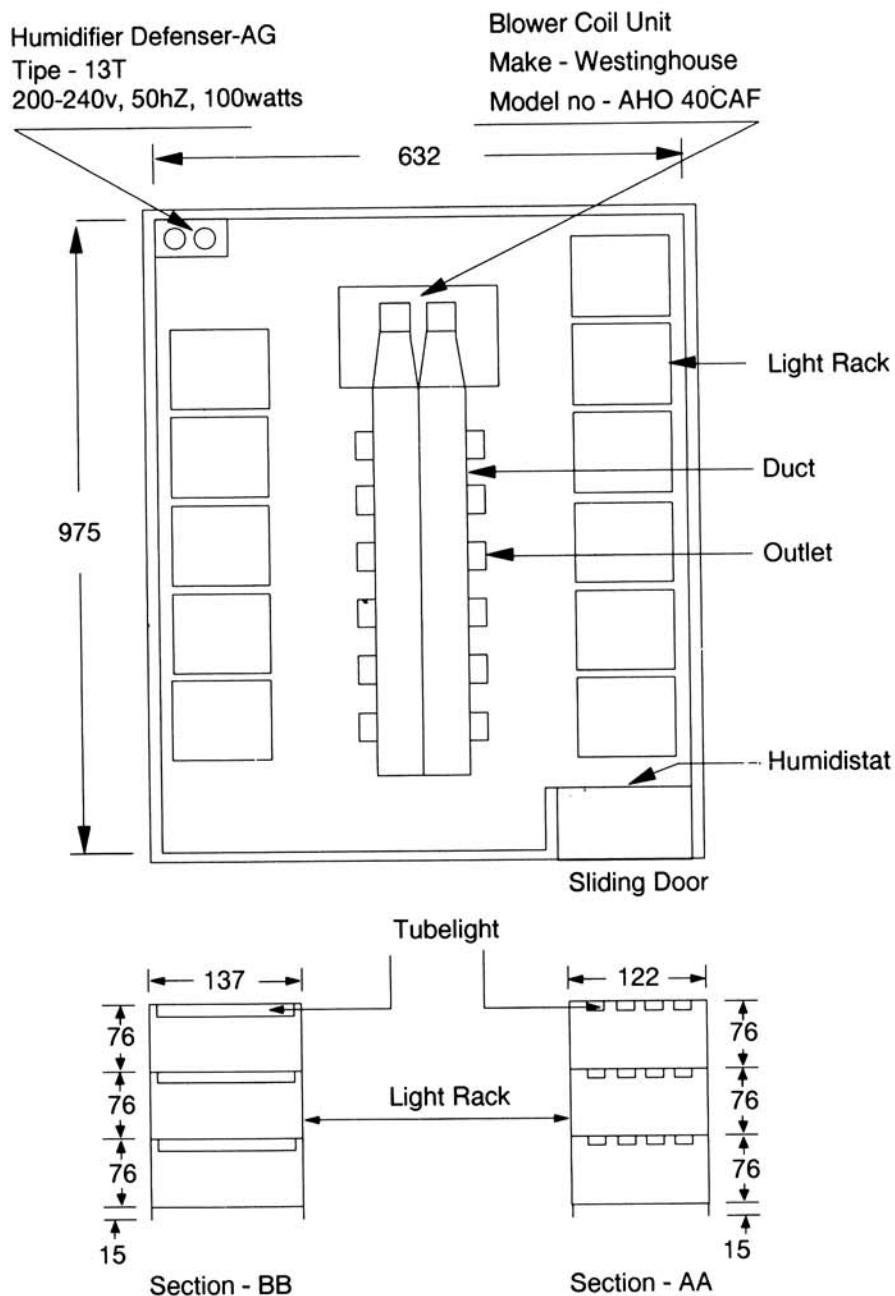 Humidifier Defenser-AG
Tipe - 13T
200-240v, 50hZ, 100watts
Blower Coil Unit
Make - Westinghouse
Model no - AHO 40CAF
632
Light Rack
Duct
975
Outlet
Humidistat
Sliding Door
Tubelight
137
122
76
76
76
76
Light Rack
76
76
15
15
Section - BB
Section - AA